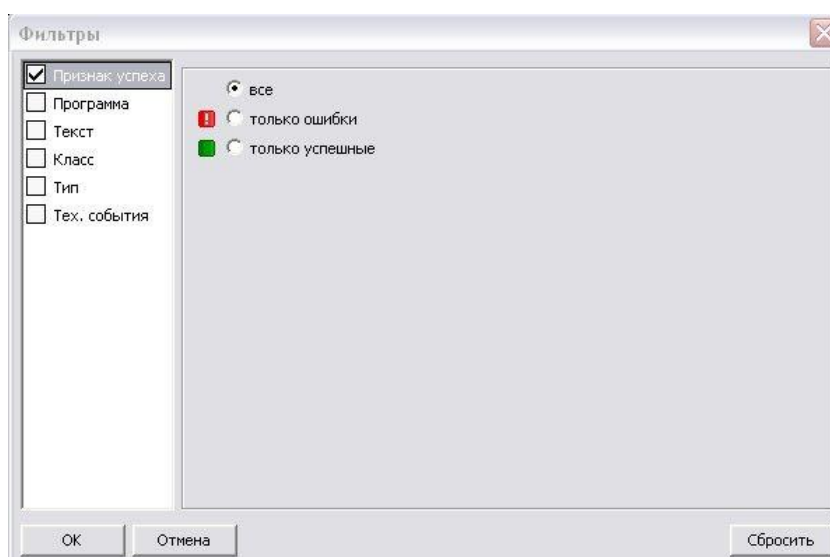 Фильтры
Признак успеха
Программа
Текст
Класс
Тип
Тех. события
все
только ошибки
только успешные
OK
Отмена
Сбросить